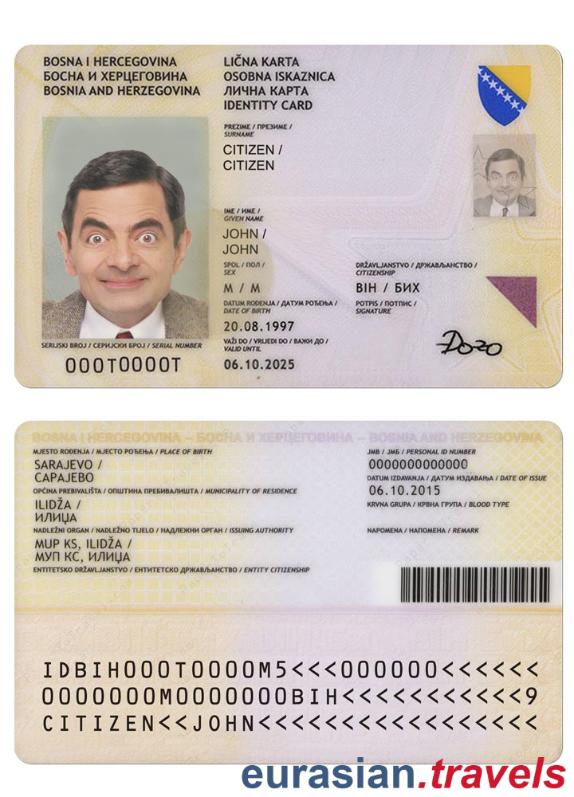 BOSNA I HERCEGOVINA
БОСНА И ХЕРЦЕГОВИНА
BOSNIA AND HERZEGOVINA
LIČNA KARTA
OSOBNA ISKAZNICA
ЛИЧНА КАРТА
IDENTITY CARD
PREZIME / ПРЕЗИМЕ /
SURNAME
CITIZEN /
CITIZEN
IME / ИМЕ /
GIVEN NAME
JOHN /
JOHN
SPOL / ПОЛ /
SEX
M / M
DRŽAVLJANSTVO / ДРЖАВЉАНСТВО /
CITIZENSHIP
BIH / БИХ
DATUM ROĐENJA / ДАТУМ РОЂЕЊА /
DATE OF BIRTH
20.08.1997
POTPIS / ПОТПИС /
SIGNATURE
VAŽI DO / VRIJEDI DO / ВАЖИ ДО /
VALID UNTIL
06.10.2025
SERIJSKI BROJ / СЕРИЈСКИ БРОЈ / SERIAL NUMBER
000T0000T
BOSNA I HERCEGOVINA – БОСНА И ХЕРЦЕГОВИНА – BOSNIA AND HERZEGOVINA
MJESTO ROĐENJA / МЈЕСТО РОЂЕЊА / PLACE OF BIRTH
SARAJEVO /
САРАЈЕВО
JMB / ЈМБ / PERSONAL ID NUMBER
0000000000000
DATUM IZDAVANJA / ДАТУМ ИЗДАВАЊА / DATE OF ISSUE
06.10.2015
OPĆINA PREBIVALIŠTA / ОПШТИНА ПРЕБИВАЛИШТА / MUNICIPALITY OF RESIDENCE
ILIDŽA /
ИЛИЏА
KRVNA GRUPA / КРВНА ГРУПА / BLOOD TYPE
NADLEŽNI ORGAN / NADLEŽNO TIJELO / НАДЛЕЖНИ ОРГАН / ISSUING AUTHORITY
MUP KS, ILIDŽA /
МУП КС, ИЛИЏА
NAPOMENA / НАПОМЕНА / REMARK
ENTITETSKO DRŽAVLJANSTVO / ЕНТИТЕТСКО ДРЖАВЉАНСТВО / ENTITY CITIZENSHIP
IDBIH000T0000M5<<<000000<<<<<<
0000000M0000000BIH<<<<<<<<<<<9
CITIZEN<<JOHN<<<<<<<<<<<<<<<<<
eurasian.travels